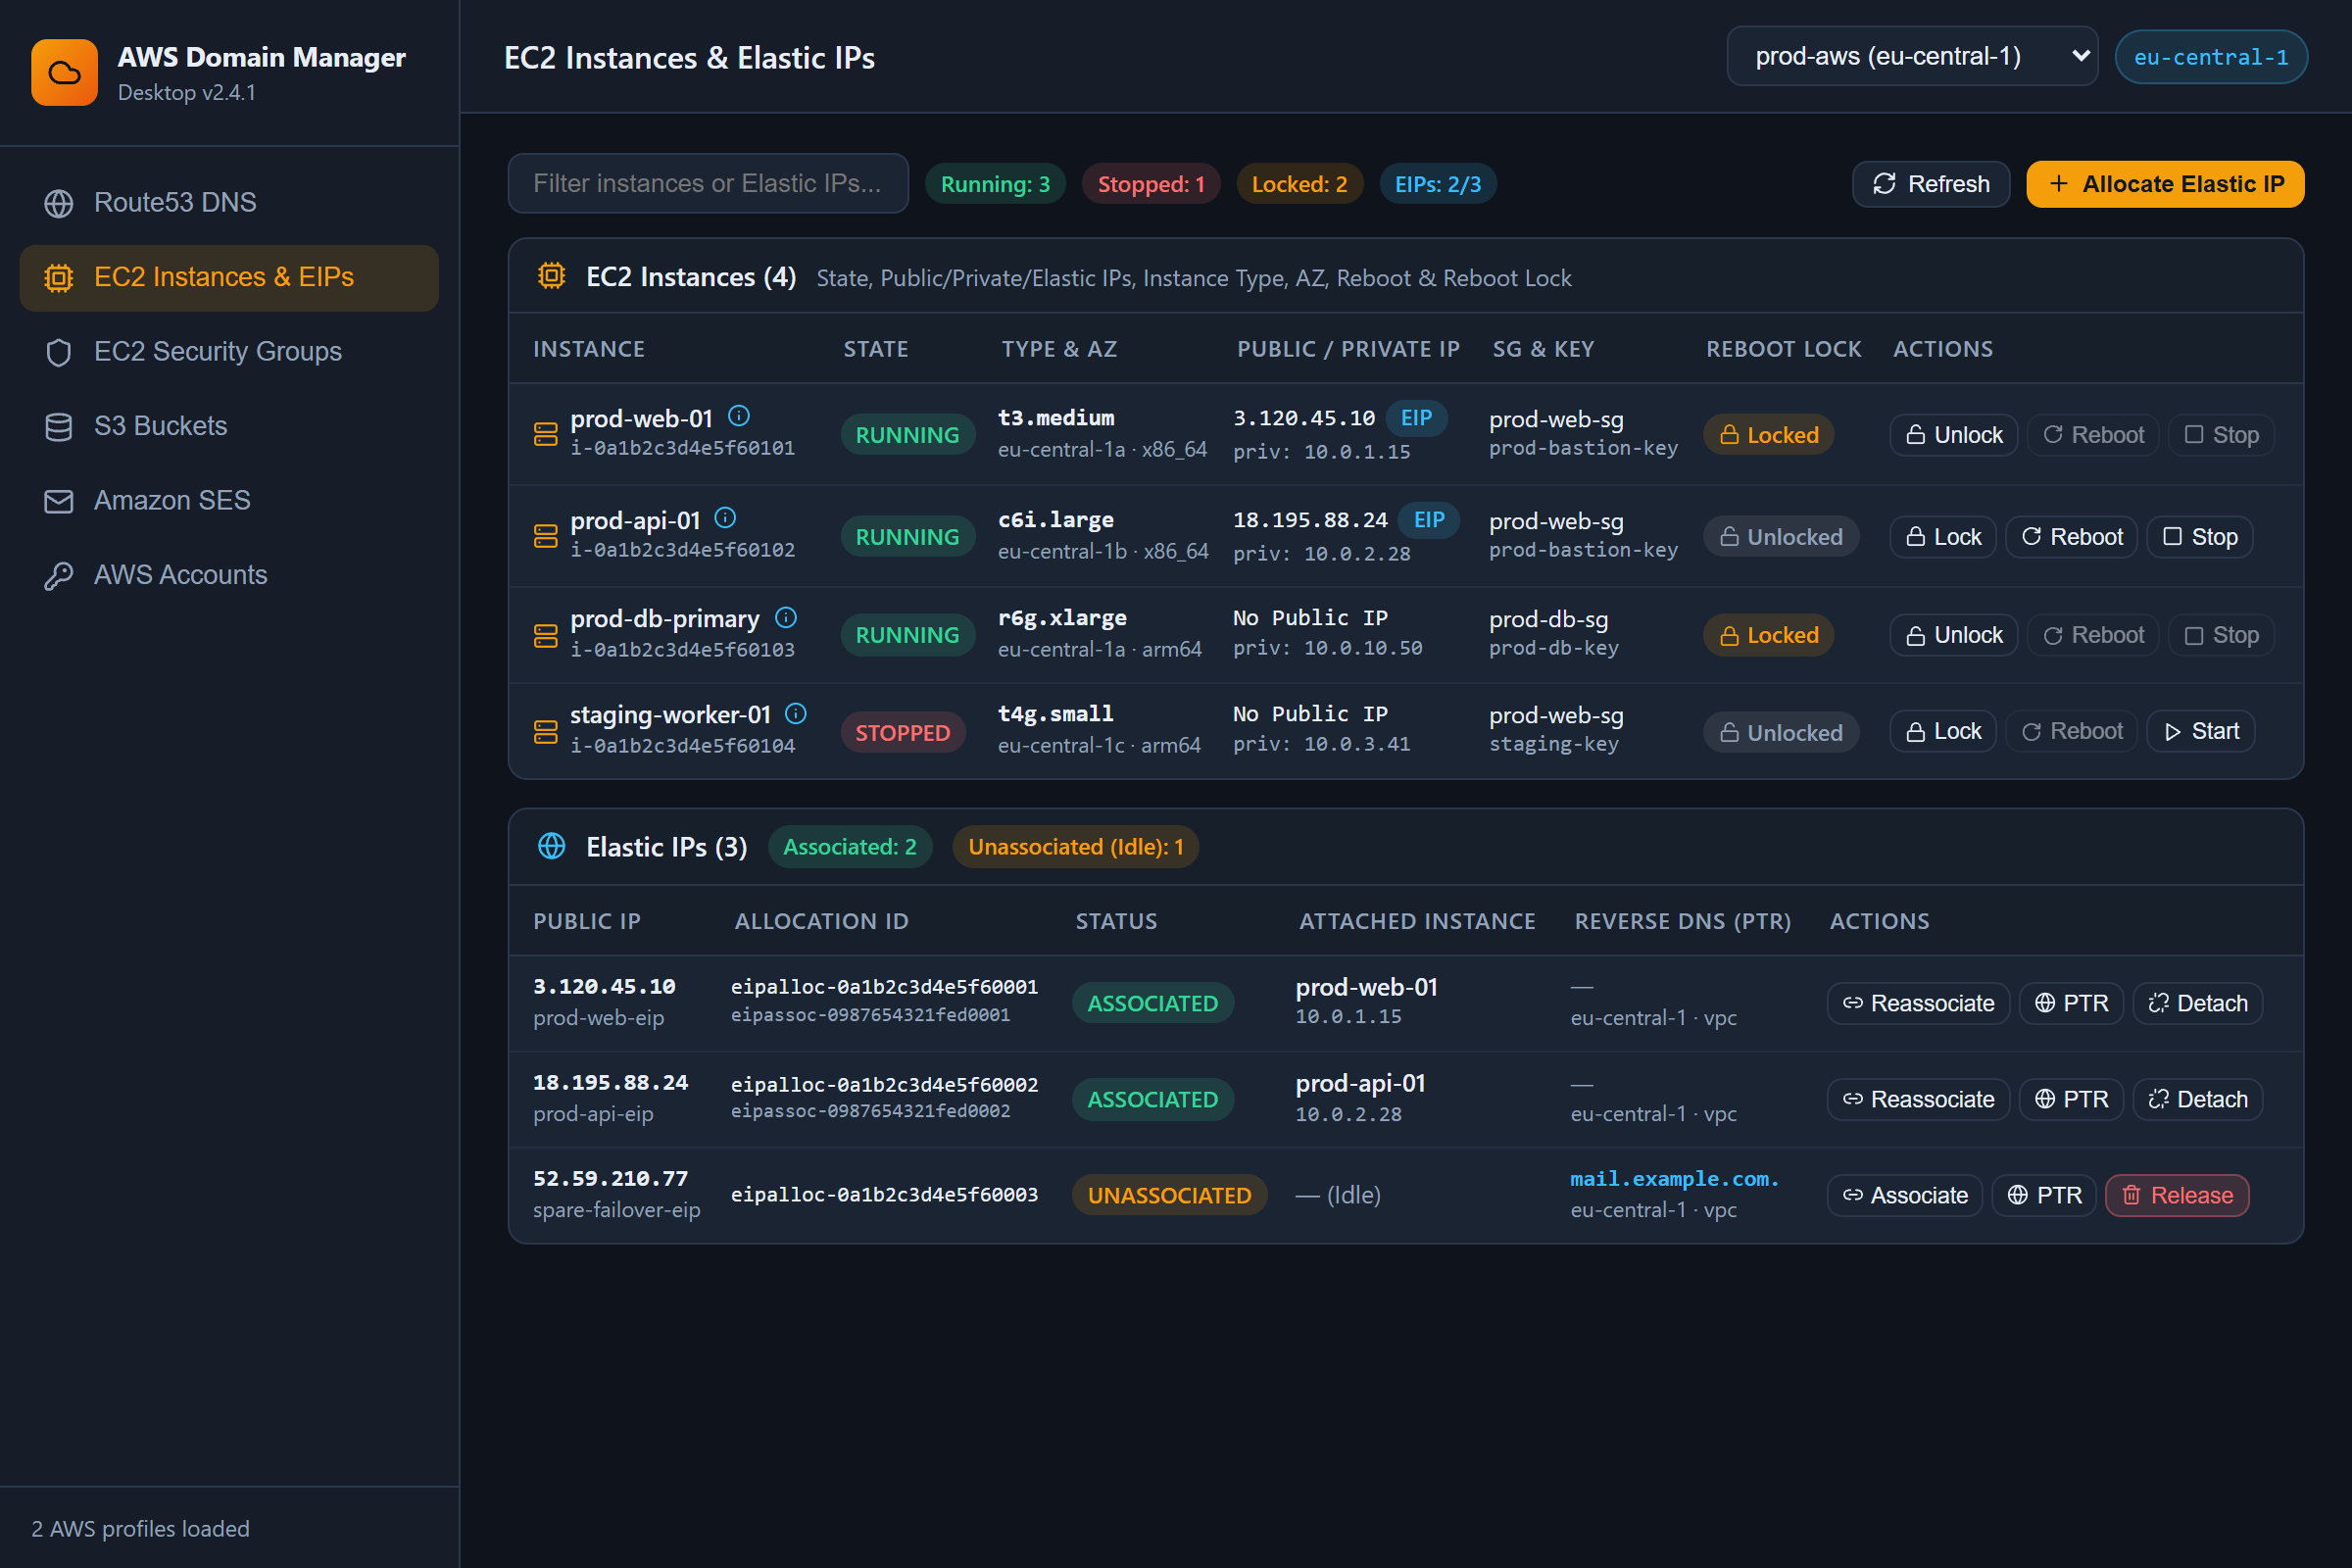 AWS Domain Manager
Desktop v2.4.1
Route53 DNS
EC2 Instances & EIPs
EC2 Security Groups
S3 Buckets
Amazon SES
AWS Accounts
2 AWS profiles loaded
EC2 Instances & Elastic IPs
prod-aws (eu-central-1)
eu-central-1
Filter instances or Elastic IPs...
Running: 3
Stopped: 1
Locked: 2
EIPs: 2/3
Refresh
+ Allocate Elastic IP
EC2 Instances (4) State, Public/Private/Elastic IPs, Instance Type, AZ, Reboot & Reboot Lock
INSTANCE STATE TYPE & AZ PUBLIC / PRIVATE IP SG & KEY REBOOT LOCK ACTIONS
prod-web-01 t3.medium 3.120.45.10 EIP prod-web-sg
RUNNING Locked Unlock Reboot Stop
i-0a1b2c3d4e5f60101 eu-central-1a · x86_64 priv: 10.0.1.15 prod-bastion-key
prod-api-01 c6i.large 18.195.88.24 EIP prod-web-sg
RUNNING Unlocked Lock Reboot Stop
i-0a1b2c3d4e5f60102 eu-central-1b · x86_64 priv: 10.0.2.28 prod-bastion-key
prod-db-primary r6g.xlarge No Public IP prod-db-sg
RUNNING Locked Unlock Reboot Stop
i-0a1b2c3d4e5f60103 eu-central-1a · arm64 priv: 10.0.10.50 prod-db-key
staging-worker-01 t4g.small No Public IP prod-web-sg
STOPPED Unlocked Lock Reboot Start
i-0a1b2c3d4e5f60104 eu-central-1c · arm64 priv: 10.0.3.41 staging-key
Elastic IPs (3) Associated: 2 Unassociated (Idle): 1
PUBLIC IP ALLOCATION ID STATUS ATTACHED INSTANCE REVERSE DNS (PTR) ACTIONS
3.120.45.10 eipalloc-0a1b2c3d4e5f60001 prod-web-01 —
ASSOCIATED Reassociate PTR Detach
prod-web-eip eipassoc-0987654321fed0001 10.0.1.15 eu-central-1 · vpc
18.195.88.24 eipalloc-0a1b2c3d4e5f60002 prod-api-01 —
ASSOCIATED Reassociate PTR Detach
prod-api-eip eipassoc-0987654321fed0002 10.0.2.28 eu-central-1 · vpc
52.59.210.77 mail.example.com.
eipalloc-0a1b2c3d4e5f60003 UNASSOCIATED — (Idle) Associate PTR Release
spare-failover-eip eu-central-1 · vpc